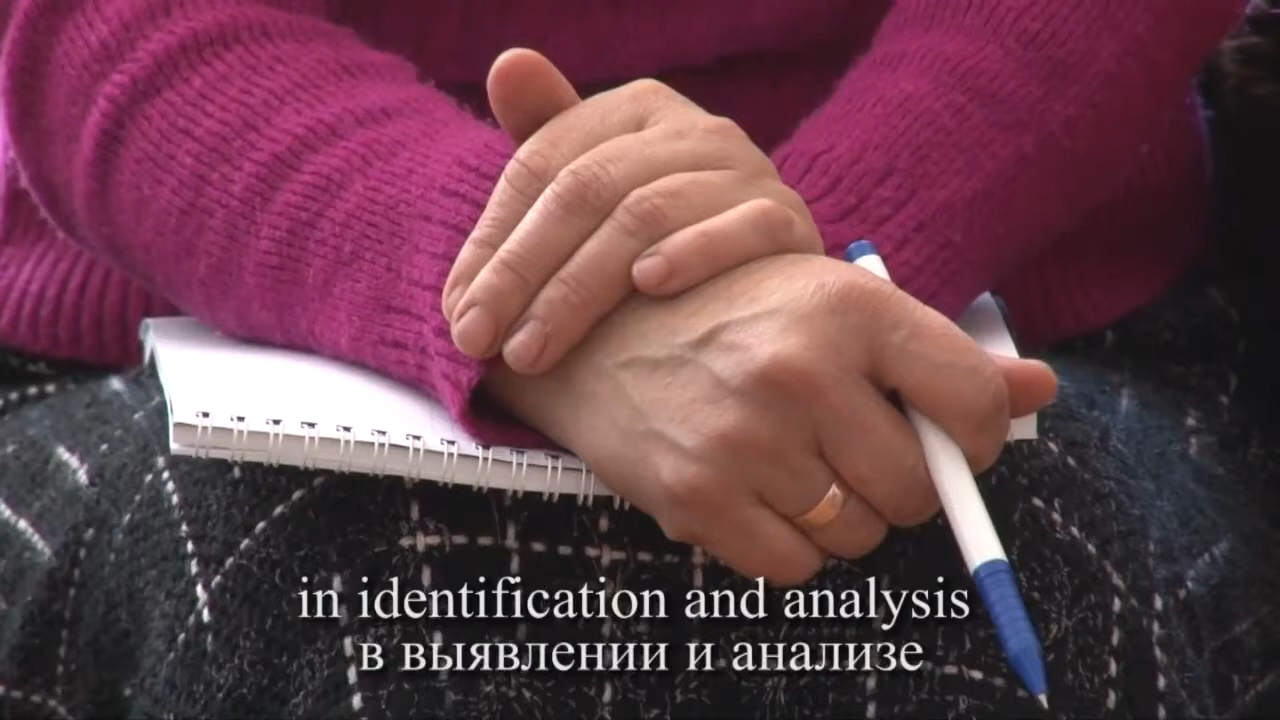 in identification and analysis
в выявлении и анализе